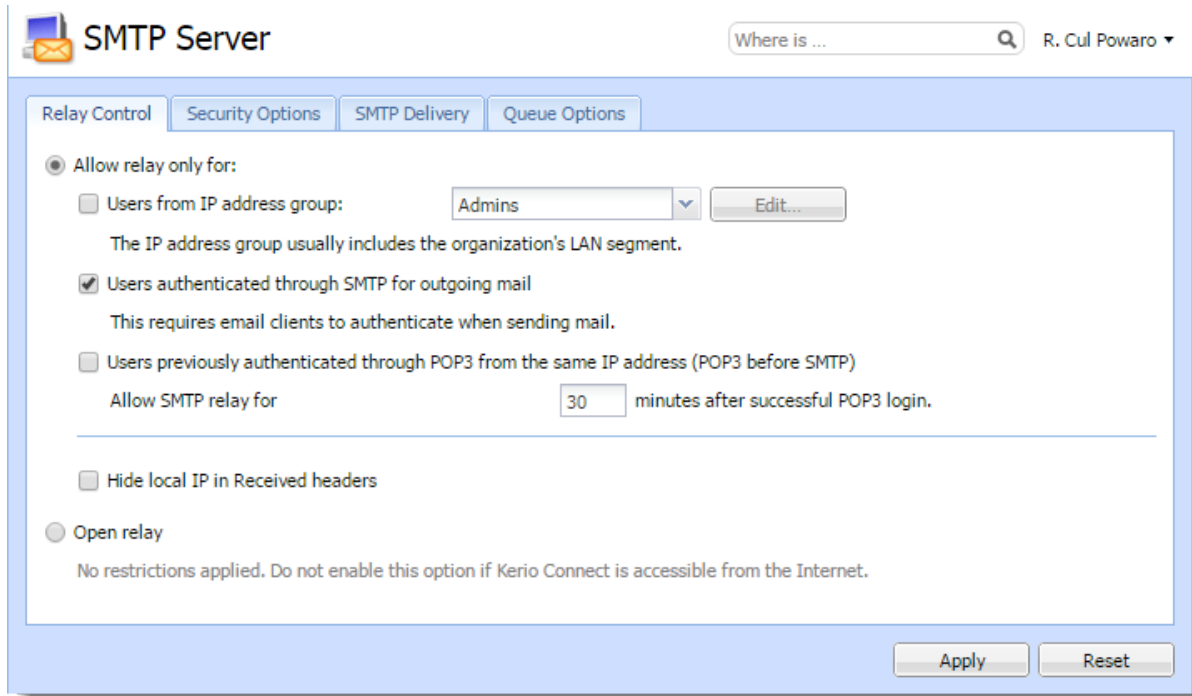 SMTP Server
Where is ...
R. Cul Powaro
Relay Control
Security Options
SMTP Delivery
Queue Options
Allow relay only for:
Users from IP address group:
Admins
Edit...
The IP address group usually includes the organization's LAN segment.
Users authenticated through SMTP for outgoing mail
This requires email clients to authenticate when sending mail.
Users previously authenticated through POP3 from the same IP address (POP3 before SMTP)
Allow SMTP relay for 30 minutes after successful POP3 login.
Hide local IP in Received headers
Open relay
No restrictions applied. Do not enable this option if Kerio Connect is accessible from the Internet.
Apply
Reset